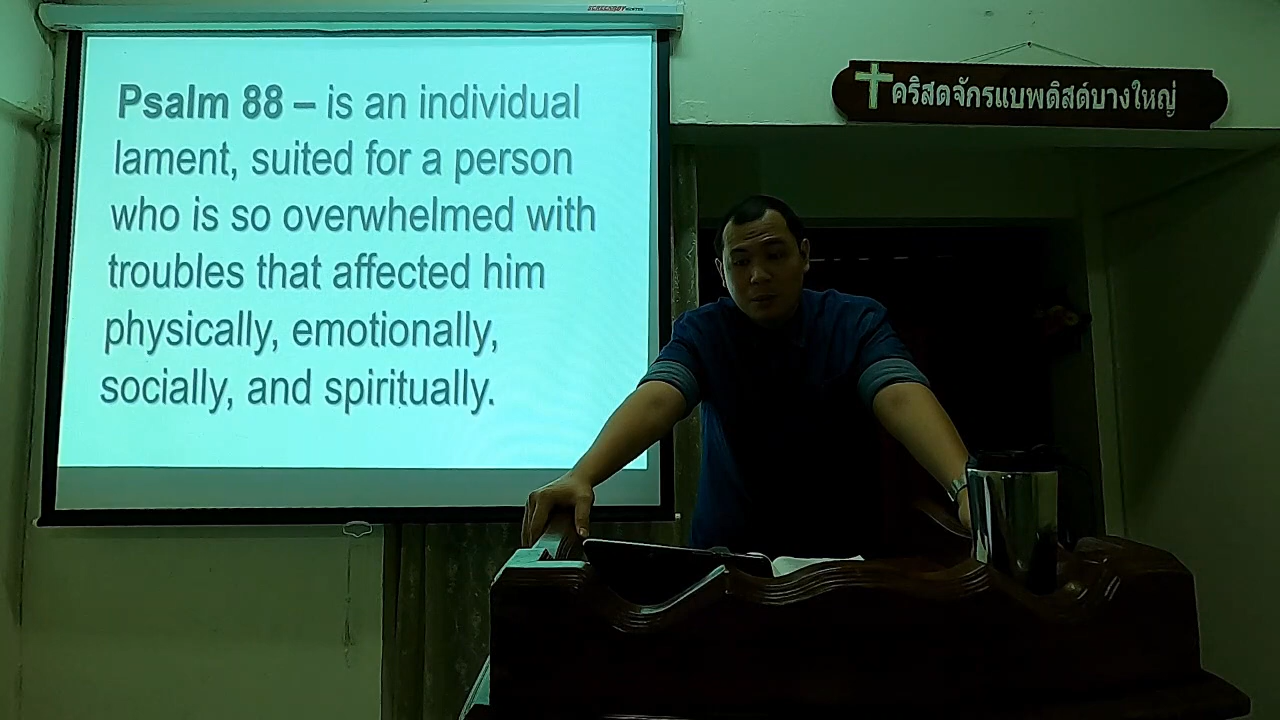 Psalm 88 – is an individual
lament, suited for a person
who is so overwhelmed with
troubles that affected him
physically, emotionally,
socially, and spiritually.
คริสตจักรแบพติสต์บางใหญ่